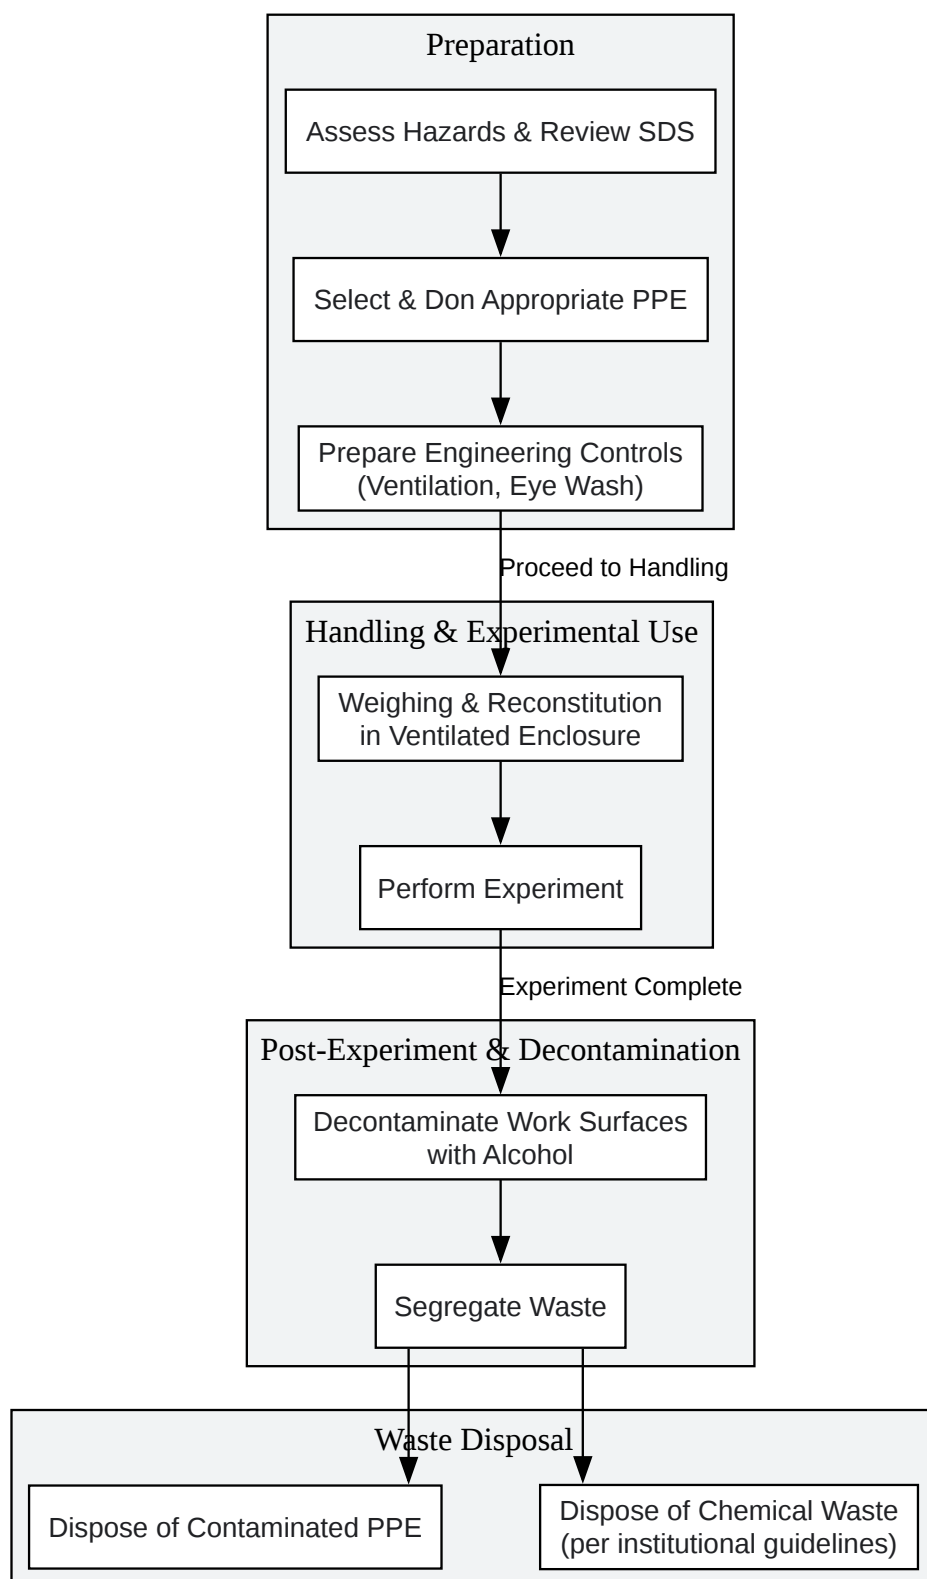 Preparation
Assess Hazards & Review SDS
Select & Don Appropriate PPE
Prepare Engineering Controls
(Ventilation, Eye Wash)
Proceed to Handling
Handling & Experimental Use
Weighing & Reconstitution
in Ventilated Enclosure
Perform Experiment
Experiment Complete
Post-Experiment & Decontamination
Decontaminate Work Surfaces
with Alcohol
Segregate Waste
Waste Disposal
Dispose of Contaminated PPE
Dispose of Chemical Waste
(per institutional guidelines)